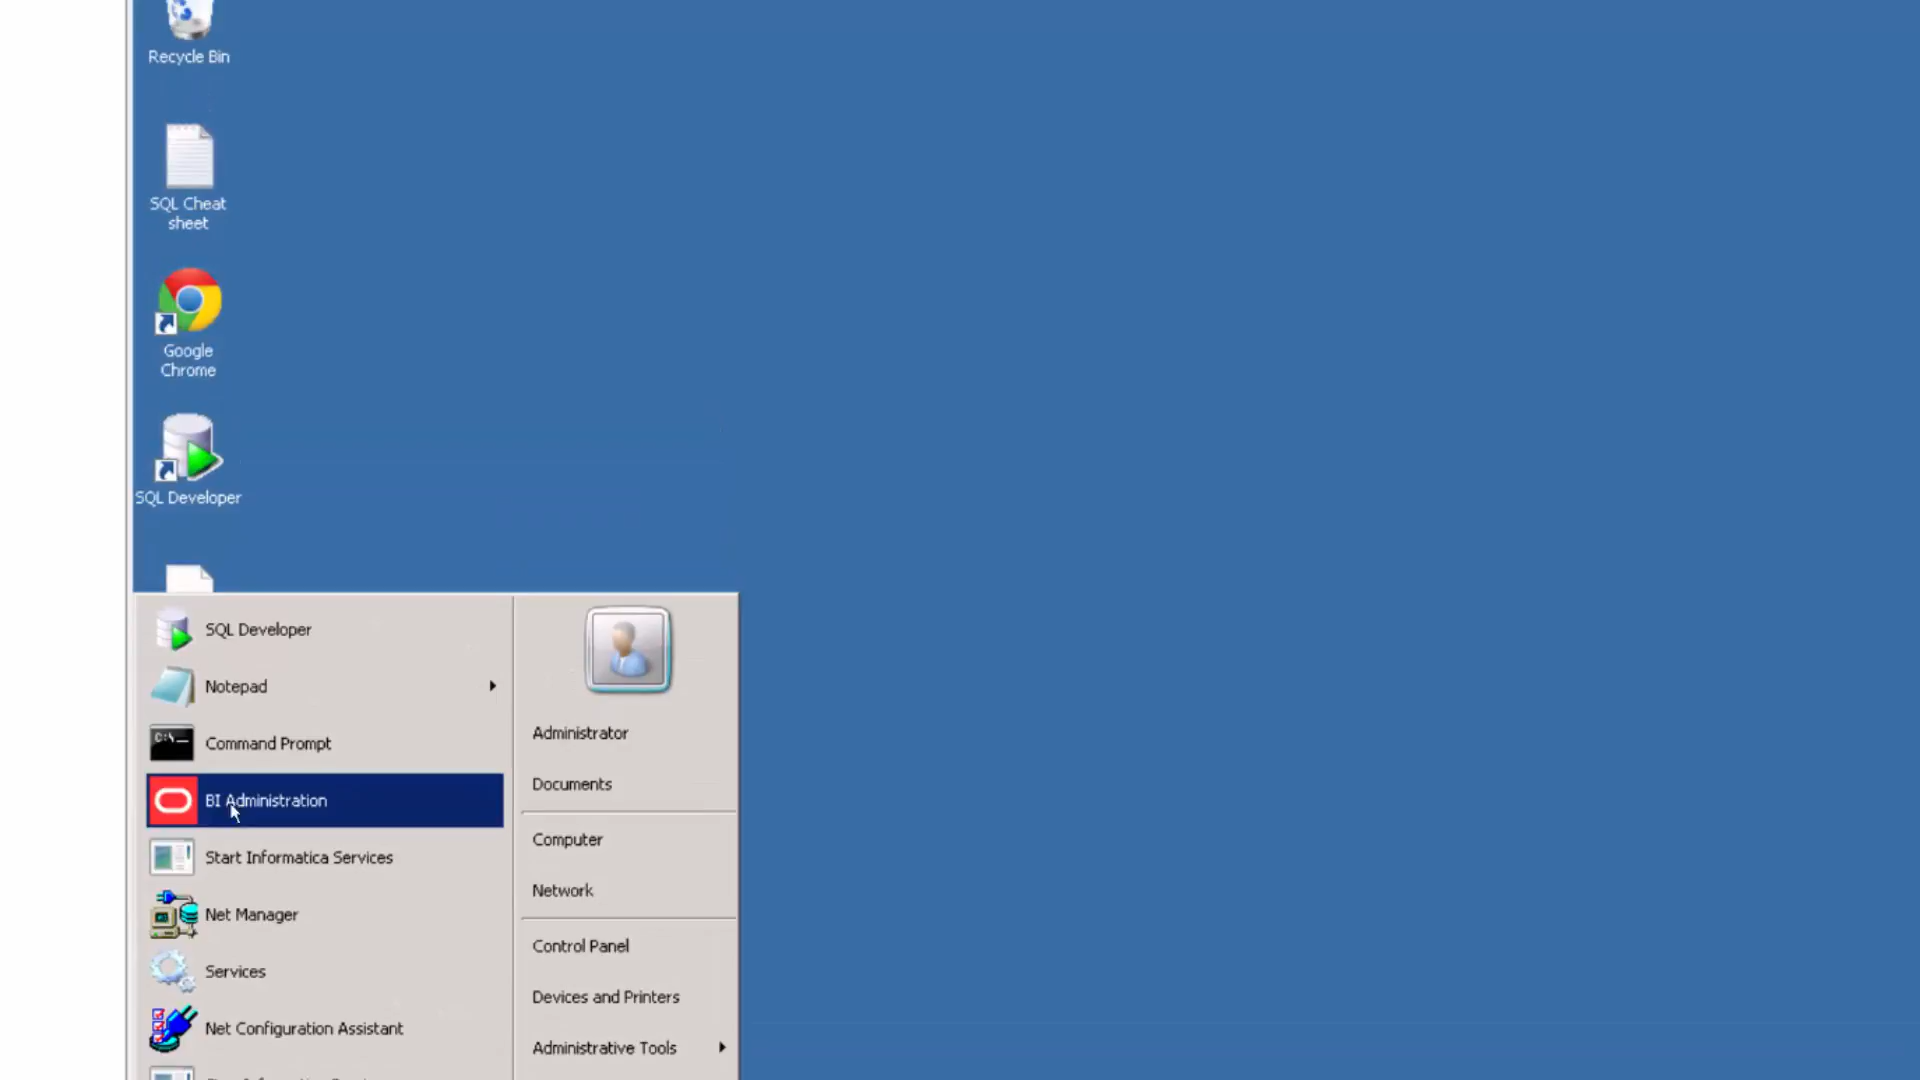 Recycle Bin
SQL Cheat
sheet
Google
Chrome
SQL Developer
SQL Developer
Notepad
Command Prompt
BI Administration
Start Informatica Services
Net Manager
Services
Net Configuration Assistant
Administrator
Documents
Computer
Network
Control Panel
Devices and Printers
Administrative Tools